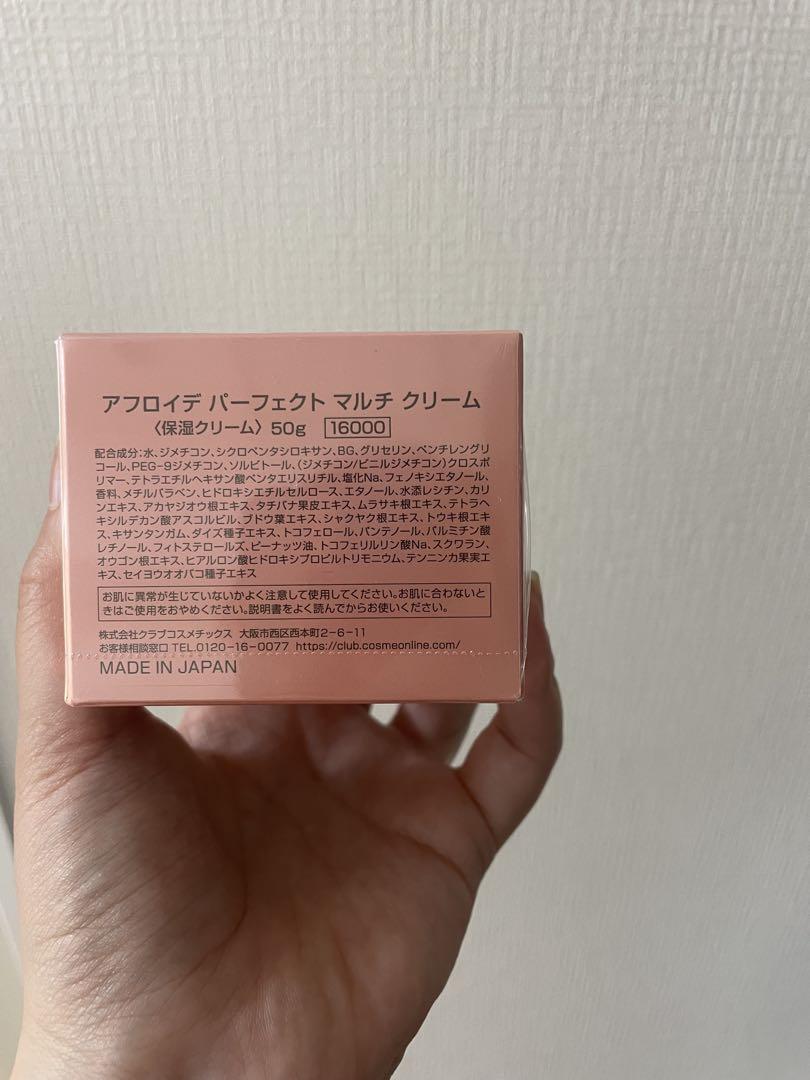 アフロイデ パーフェクト マルチ クリーム
〈保湿クリーム〉50g 16000
配合成分:水、ジメチコン、シクロペンタシロキサン、BG、グリセリン、ペンチレングリ
コール、PEG-9ジメチコン、ソルビトール、(ジメチコン/ビニルジメチコン)クロスポ
リマー、テトラエチルヘキサン酸ペンタエリスリチル、塩化Na、フェノキシエタノール、
香料、メチルパラベン、ヒドロキシエチルセルロース、エタノール、水添レシチン、カリ
ンエキス、アカヤジオウ根エキス、タチバナ果皮エキス、ムラサキ根エキス、テトラヘ
キシルデカン酸アスコルビル、ブドウ葉エキス、シャクヤク根エキス、トウキ根エキ
ス、キサンタンガム、ダイズ種子エキス、トコフェロール、パンテノール、パルミチン酸
レチノール、フィトステロールズ、ピーナッツ油、トコフェリルリン酸Na、スクワラン、
オウゴン根エキス、ヒアルロン酸ヒドロキシプロピルトリモニウム、テンニンカ果実エ
キス、セイヨウオオバコ種子エキス
お肌に異常が生じていないかよく注意して使用してください。お肌に合わないと
きはご使用をおやめください。説明書をよく読んでからお使いください。
株式会社クラブコスメチックス 大阪市西区西本町2-6-11
お客様相談窓口 TEL.0120-16-0077 https://club.cosmeonline.com/
MADE IN JAPAN